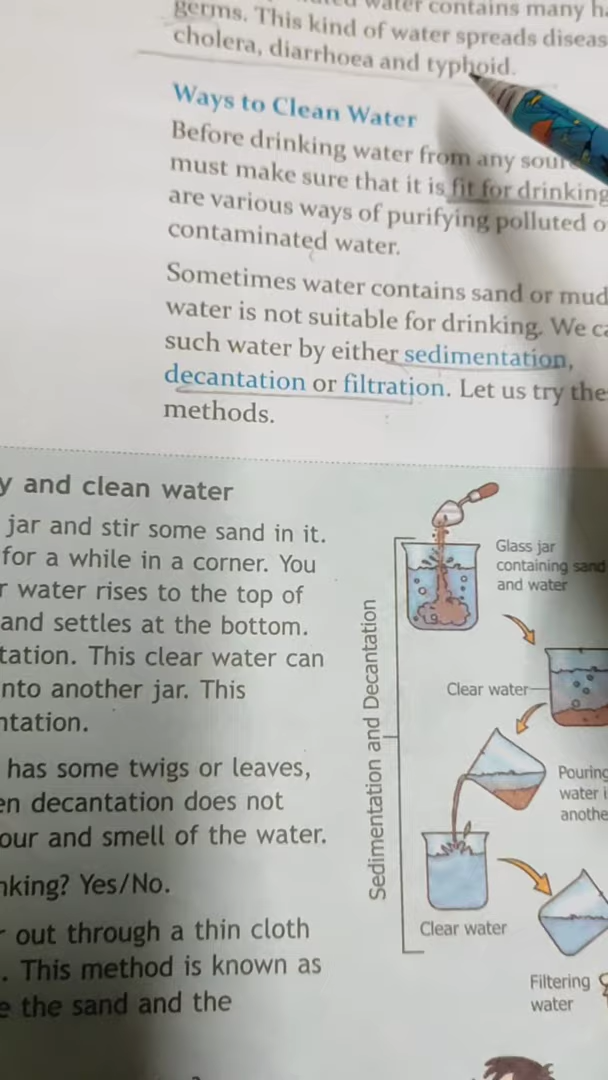 water contains many
germs. This kind of water spreads diseas
cholera, diarrhoea and typhoid.
Ways to Clean Water
Before drinking water from any sour
must make sure that it is fit for drinking
are various ways of purifying polluted o
contaminated water.
Sometimes water contains sand or mud
water is not suitable for drinking. We ca
such water by either sedimentation,
decantation or filtration. Let us try the
methods.
y and clean water
jar and stir some sand in it.
for a while in a corner. You
r water rises to the top of
and settles at the bottom.
tation. This clear water can
nto another jar. This
ntation.
has some twigs or leaves,
en decantation does not
our and smell of the water.
nking? Yes/No.
r out through a thin cloth
. This method is known as
e the sand and the
Sedimentation and Decantation
Glass jar
containing sand
and water
Clear water
Pouring
water i
anothe
Clear water
Filtering
water